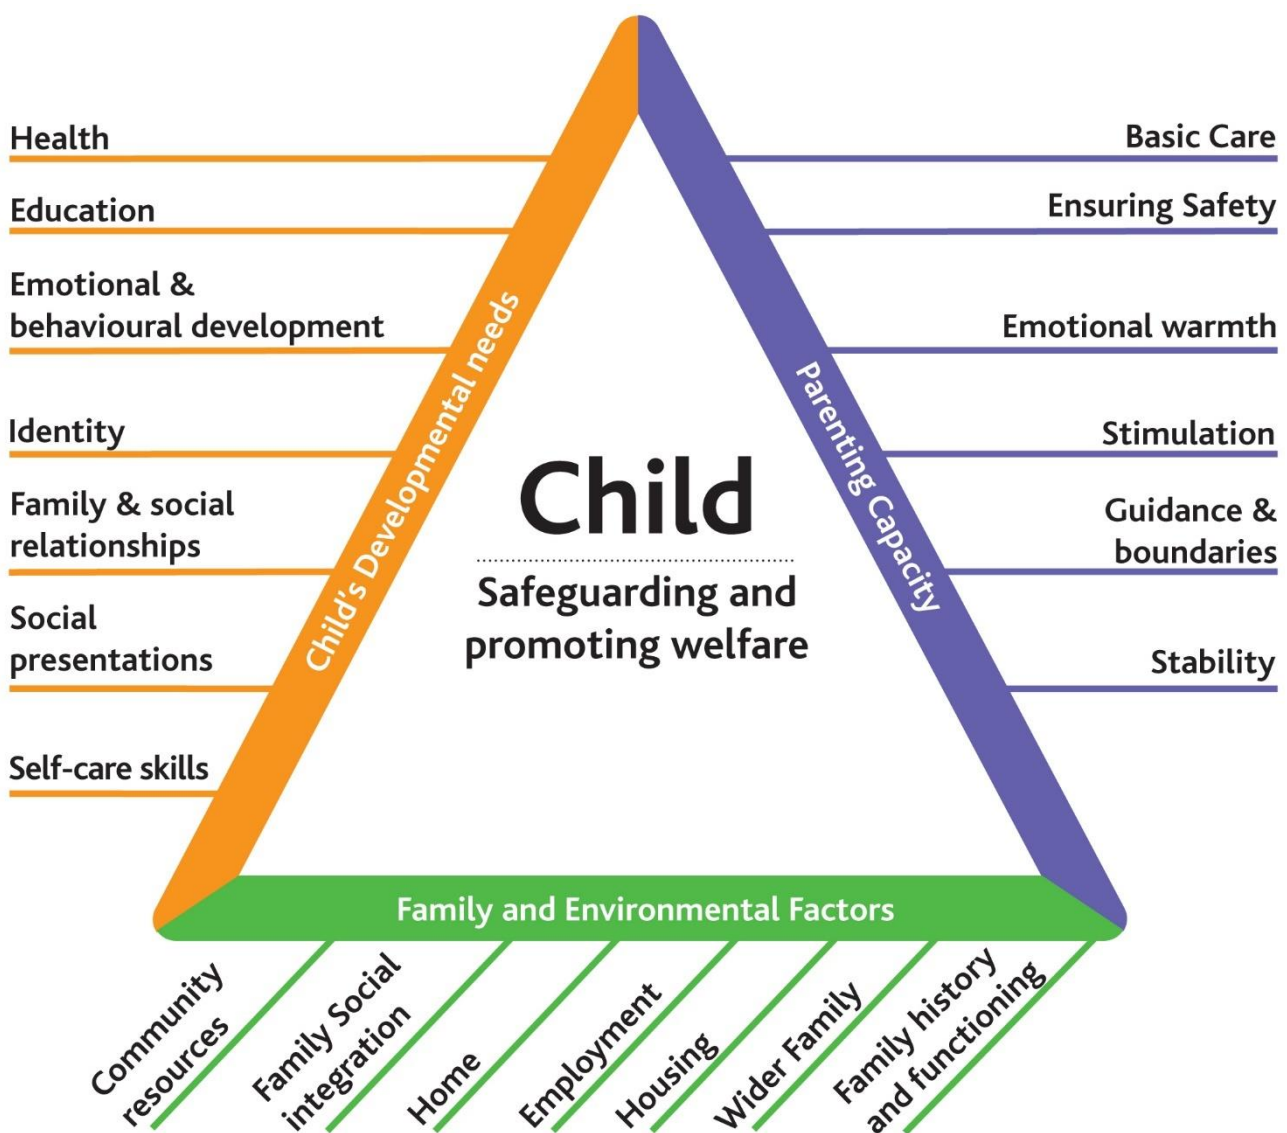 Health
Education
Emotional &
behavioural development
Identity
Family & social
relationships
Social
presentations
Self-care skills
Child's Developmental needs
Child
Safeguarding and
promoting welfare
Parenting Capacity
Basic Care
Ensuring Safety
Emotional warmth
Stimulation
Guidance &
boundaries
Stability
Family and Environmental Factors
Community
resources
Family Social
integration
Home
Employment
Housing
Wider Family
Family history
and functioning